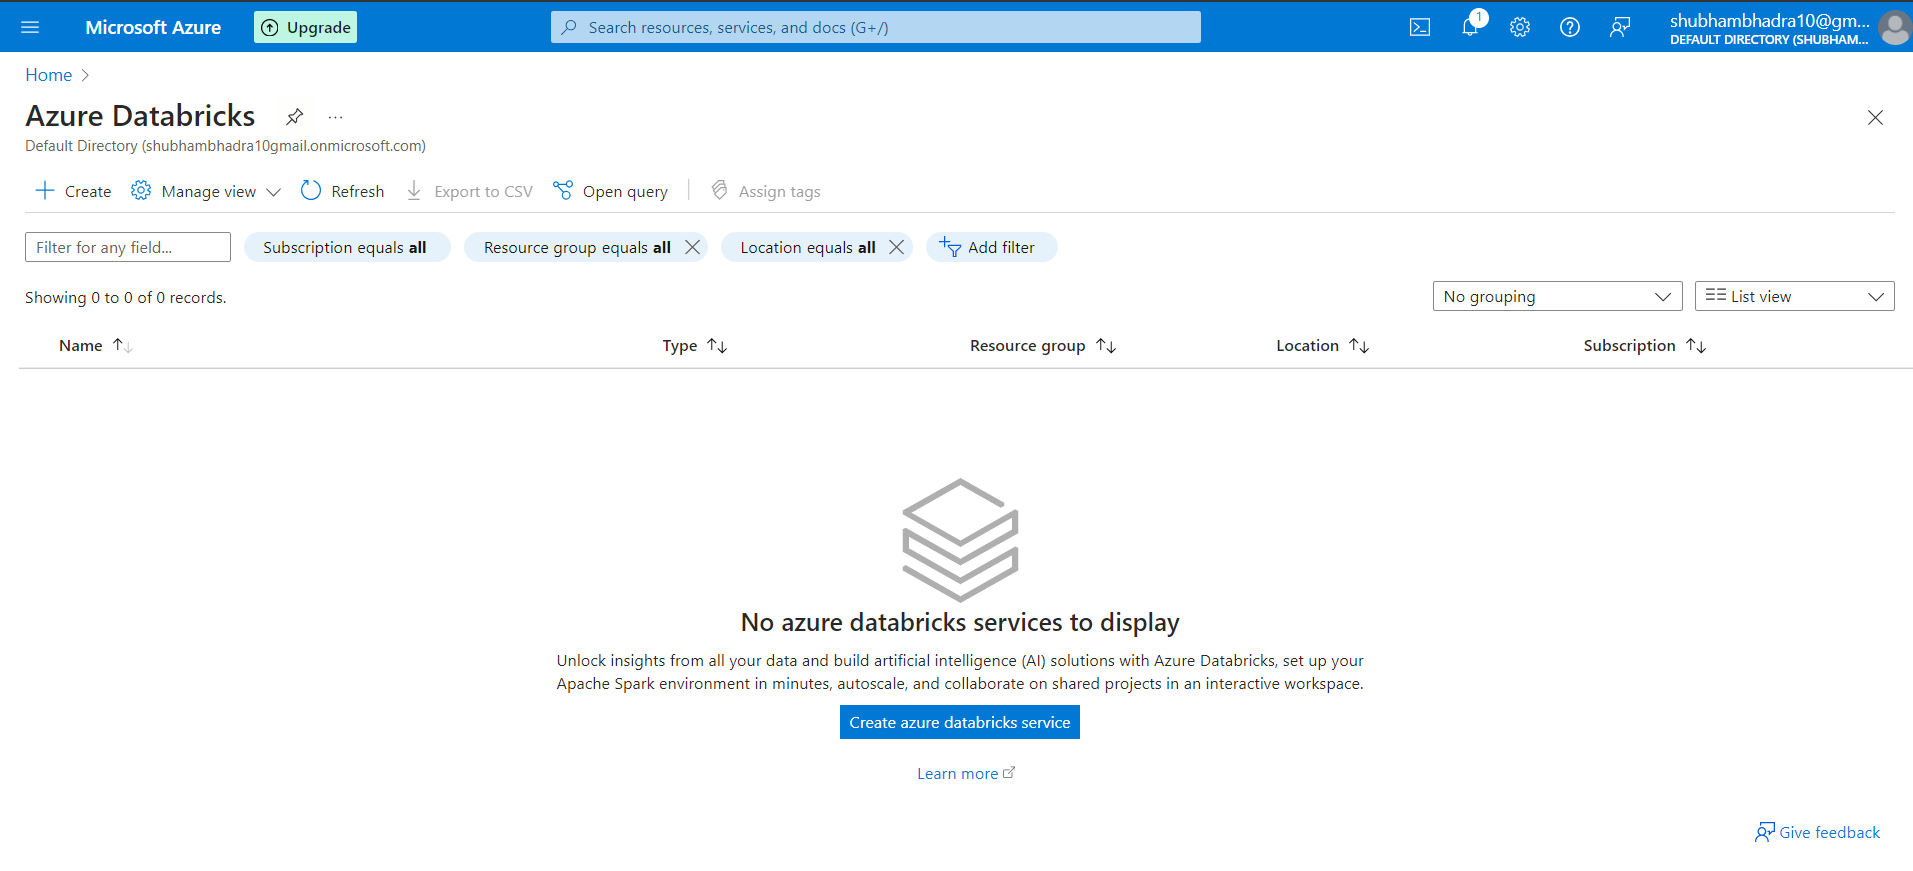 Microsoft Azure
Upgrade
Search resources, services, and docs (G+/)
1
shubhambhadra10@gm...
DEFAULT DIRECTORY (SHUBHAM...
Home
Azure Databricks
...
Default Directory (shubhambhadra10gmail.onmicrosoft.com)
Create
Manage view
Refresh
Export to CSV
Open query
Assign tags
Filter for any field...
Subscription equals all
Resource group equals all
Location equals all
Add filter
Showing 0 to 0 of 0 records.
No grouping
List view
Name
Type
Resource group
Location
Subscription
No azure databricks services to display
Unlock insights from all your data and build artificial intelligence (AI) solutions with Azure Databricks, set up your
Apache Spark environment in minutes, autoscale, and collaborate on shared projects in an interactive workspace.
Create azure databricks service
Learn more
Give feedback